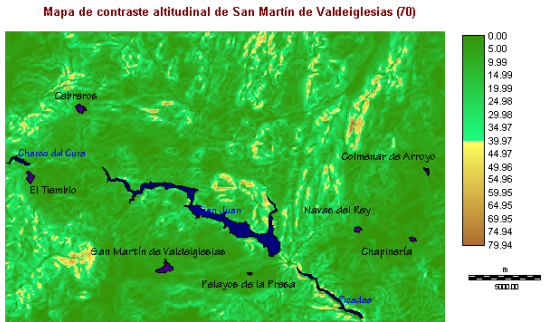 Mapa de contraste altitudinal de San Martín de Valdeiglesias (70)
Cebreros
Charco del Cura
El Tiemblo
San Juan
Colmenar de Arroyo
Navas del Rey
Chapinería
San Martín de Valdeiglesias
Pelayos de la Presa
Picadas
0.00
5.00
9.99
14.99
19.99
24.98
29.98
34.97
39.97
49.96
54.96
59.95
64.95
69.95
74.94
79.94
m
5000.00